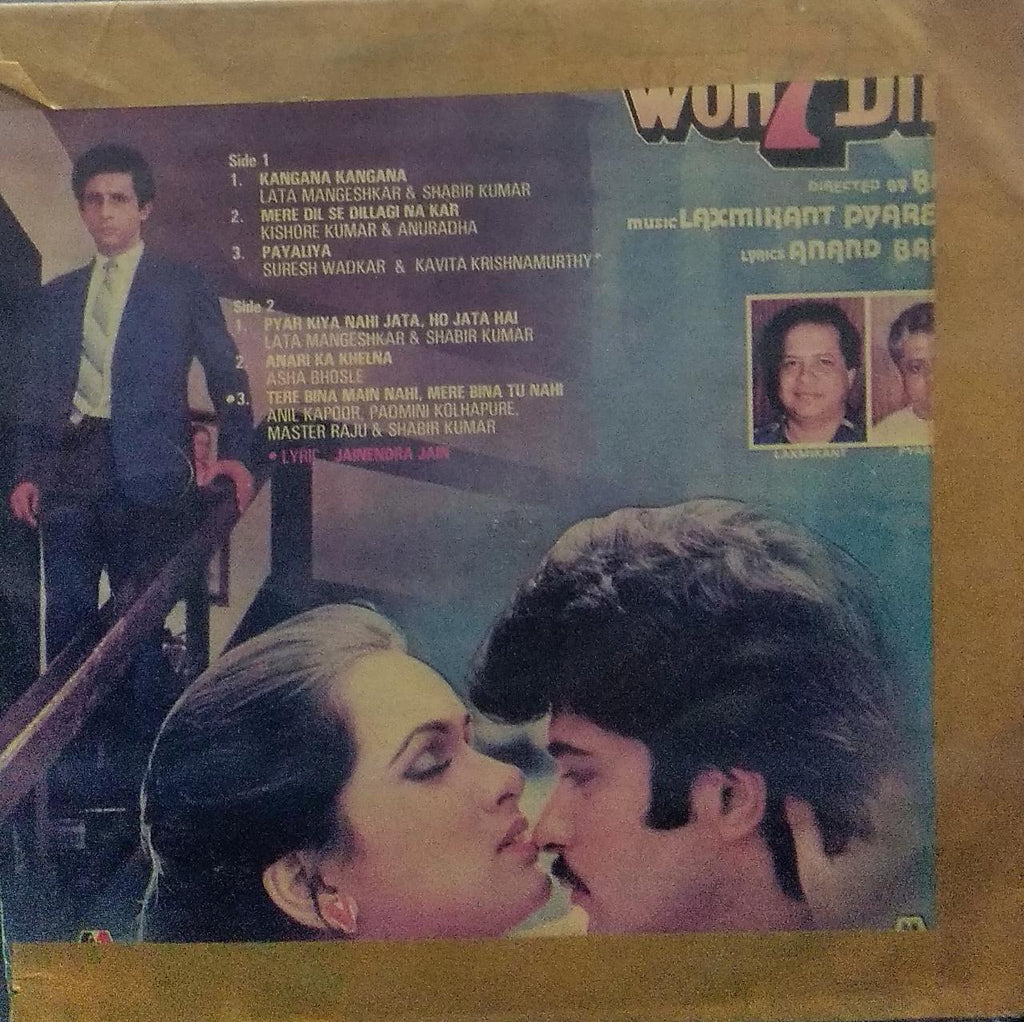 WOH 7 DI
DIRECTED BY B
music LAXMIKANT PYARE
LYRICS ANAND BA
Side 1
1. KANGANA KANGANA
LATA MANGESHKAR & SHABIR KUMAR
2. MERE DIL SE DILLAGI NA KAR
KISHORE KUMAR & ANURADHA
3. PAYALIYA
SURESH WADKAR & KAVITA KRISHNAMURTHY*
Side 2
1. PYAR KIYA NAHI JATA, HO JATA HAI
LATA MANGESHKAR & SHABIR KUMAR
2. ANARI KA KHELNA
ASHA BHOSLE
•3. TERE BINA MAIN NAHI, MERE BINA TU NAHI
ANIL KAPOOR, PADMINI KOLHAPURE,
MASTER RAJU & SHABIR KUMAR
• LYRIC JAINENDRA JAIN
LAXMIKANT